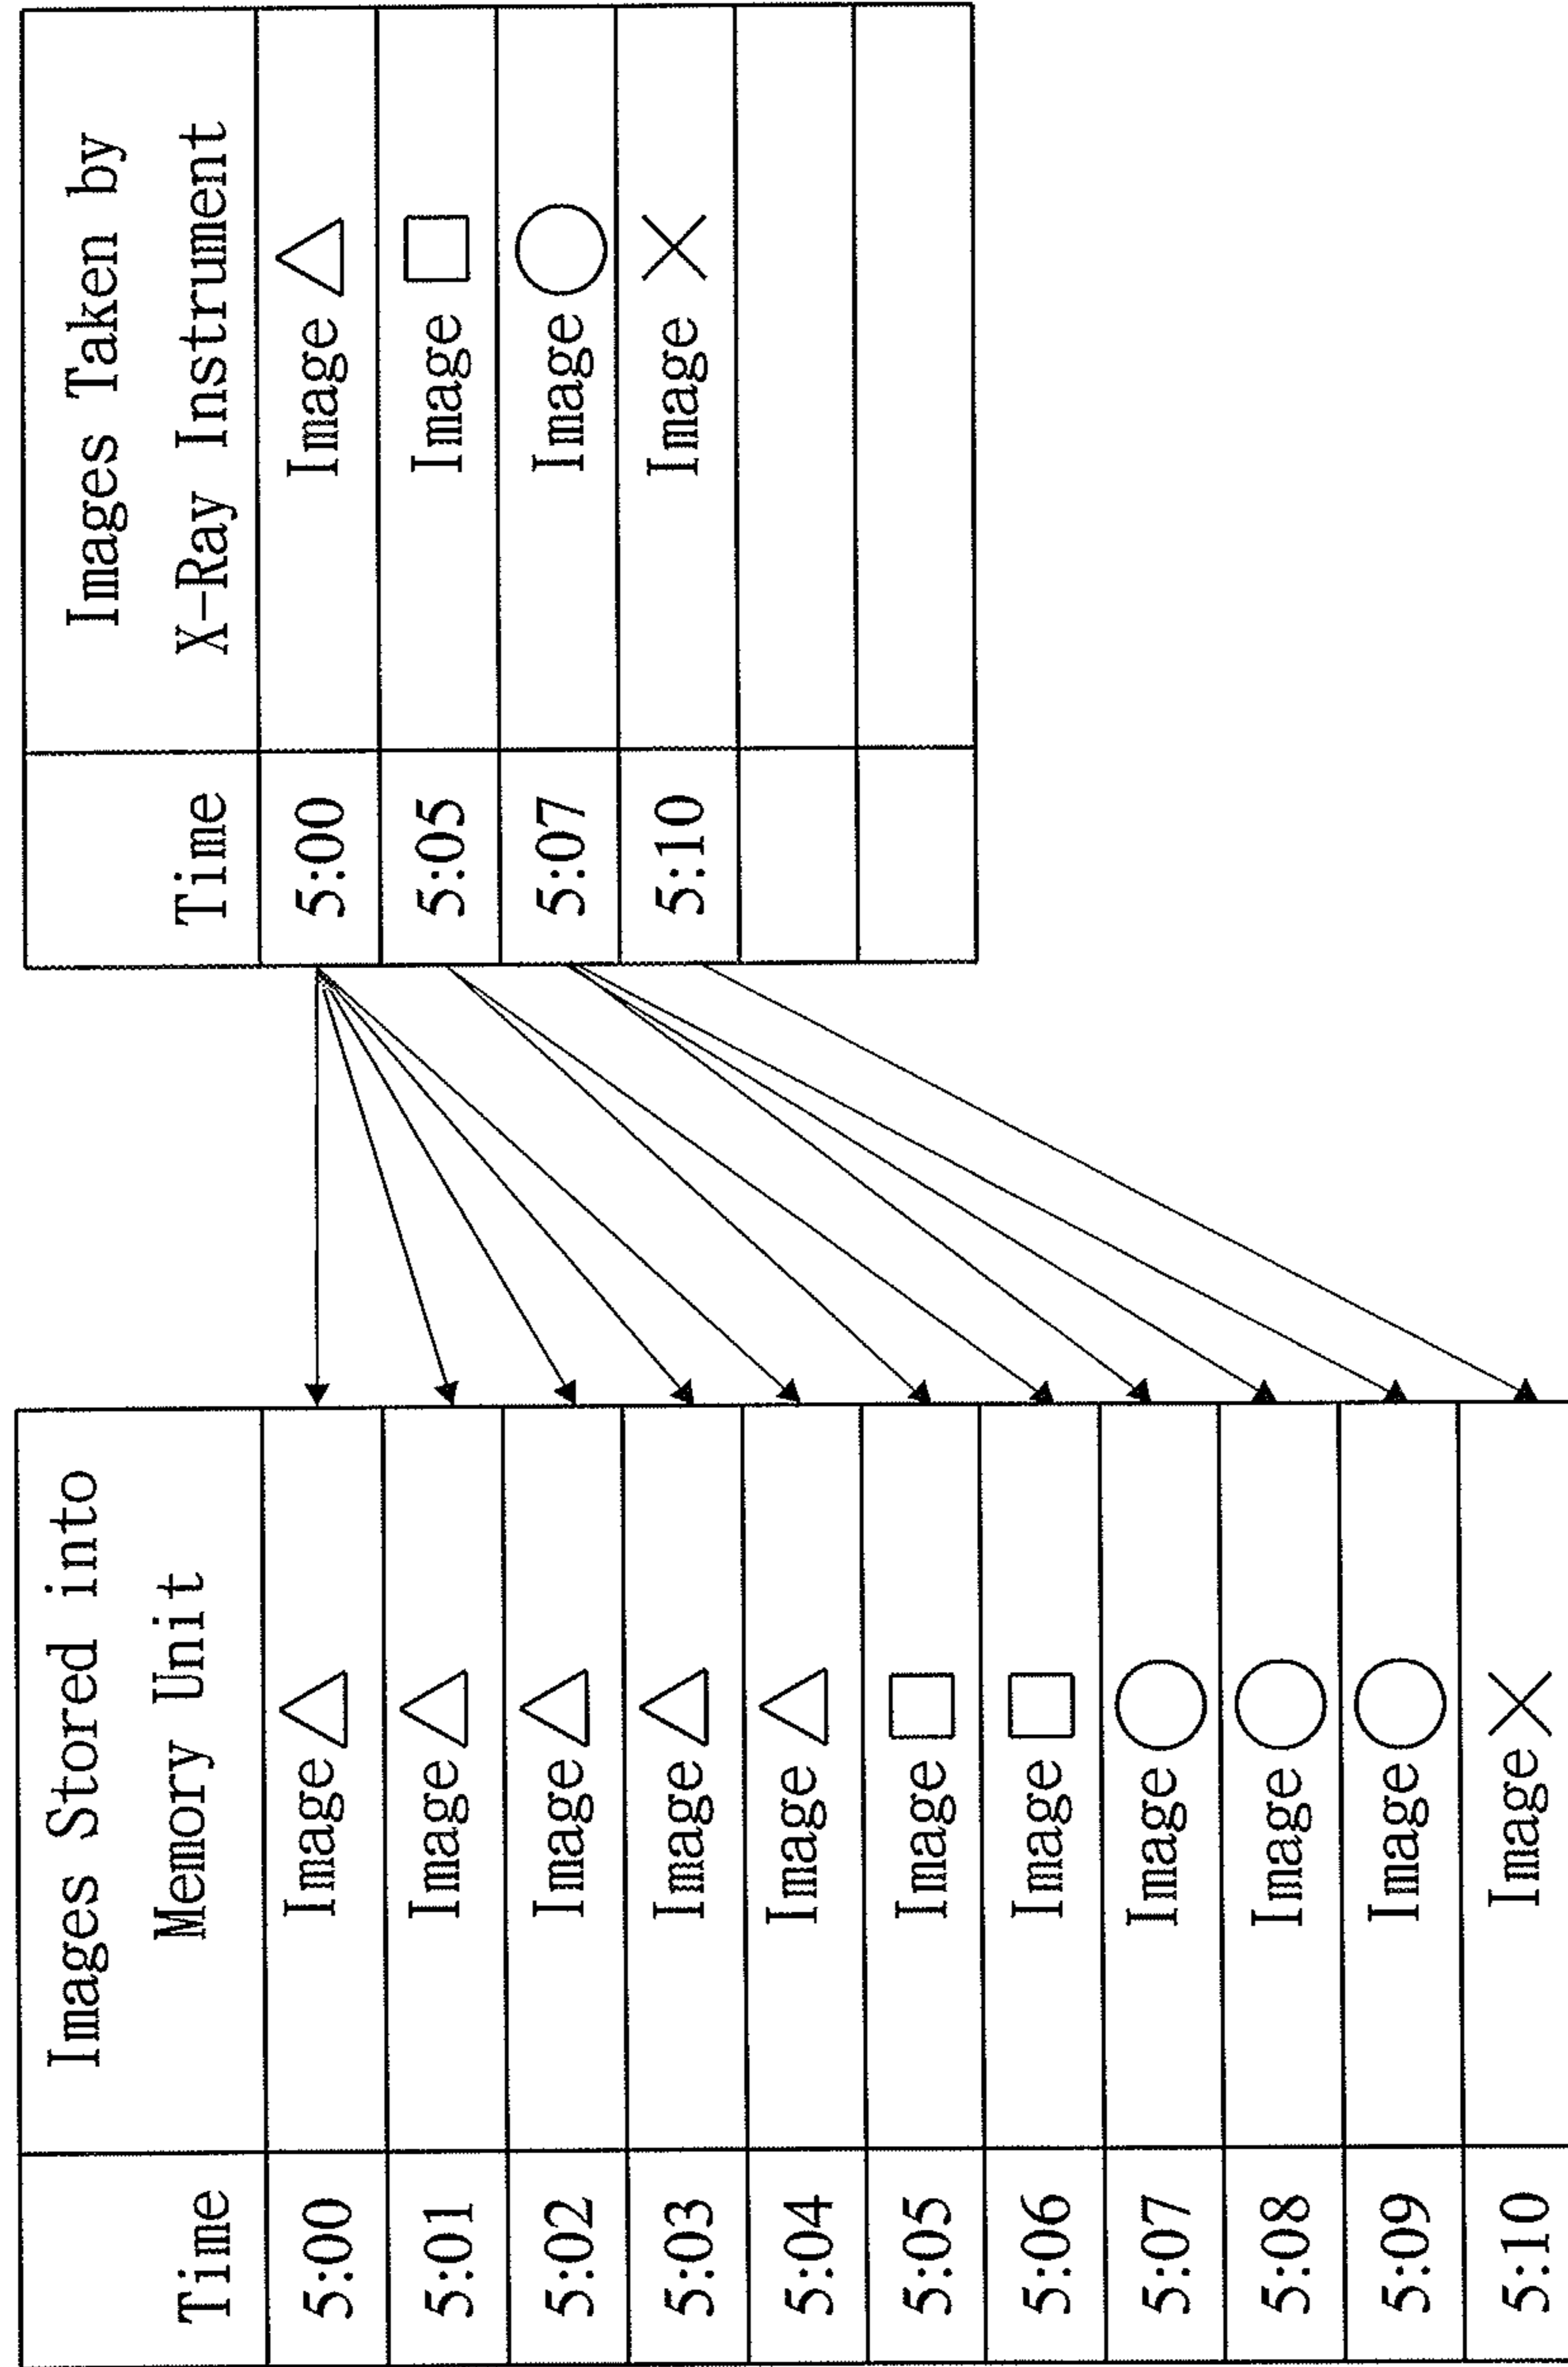 Time Images Stored into
Memory Unit
5:00 Image △
5:01 Image △
5:02 Image △
5:03 Image △
5:04 Image △
5:05 Image □
5:06 Image □
5:07 Image ○
5:08 Image ○
5:09 Image ○
5:10 Image ×
Time Images Taken by
X-Ray Instrument
5:00 Image △
5:05 Image □
5:07 Image ○
5:10 Image ×